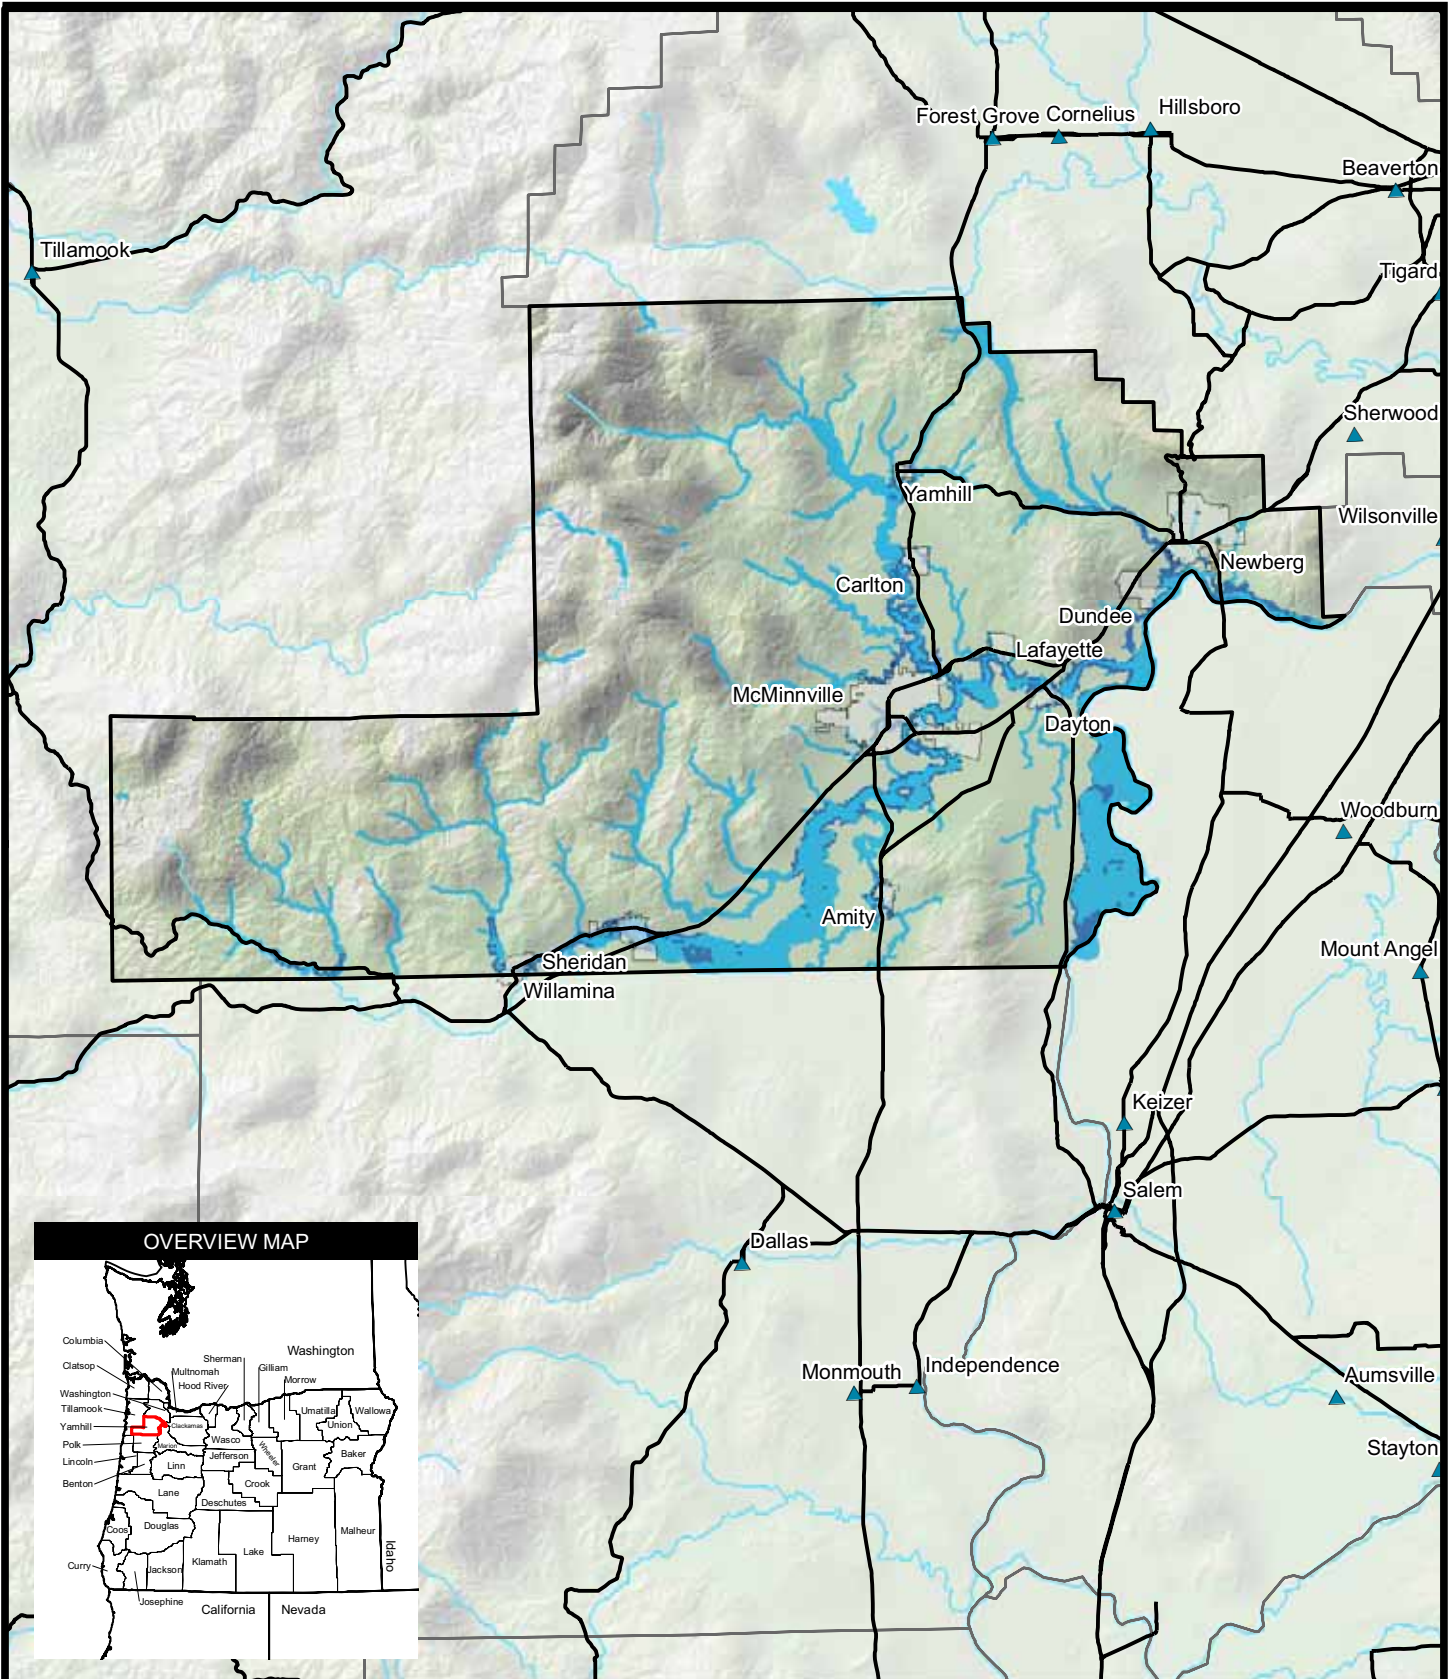 Forest Grove
Cornelius
Hillsboro
Beaverton
Tillamook
Tigard
Sherwood
Yamhill
Wilsonville
Newberg
Carlton
Dundee
Lafayette
McMinnville
Dayton
Woodburn
Amity
Mount Angel
Sheridan
Willamina
Keizer
Salem
Dallas
Monmouth
Independence
Aumsville
Stayton
OVERVIEW MAP
Washington
Columbia
Clatsop
Washington
Tillamook
Yamhill
Polk
Lincoln
Benton
Multnomah
Hood River
Sherman
Gilliam
Morrow
Umatilla
Union
Wallowa
Clackamas
Marion
Wasco
Wheeler
Jefferson
Grant
Baker
Linn
Crook
Lane
Deschutes
Coos
Douglas
Harney
Malheur
Idaho
Lake
Klamath
Curry
Jackson
Josephine
California
Nevada